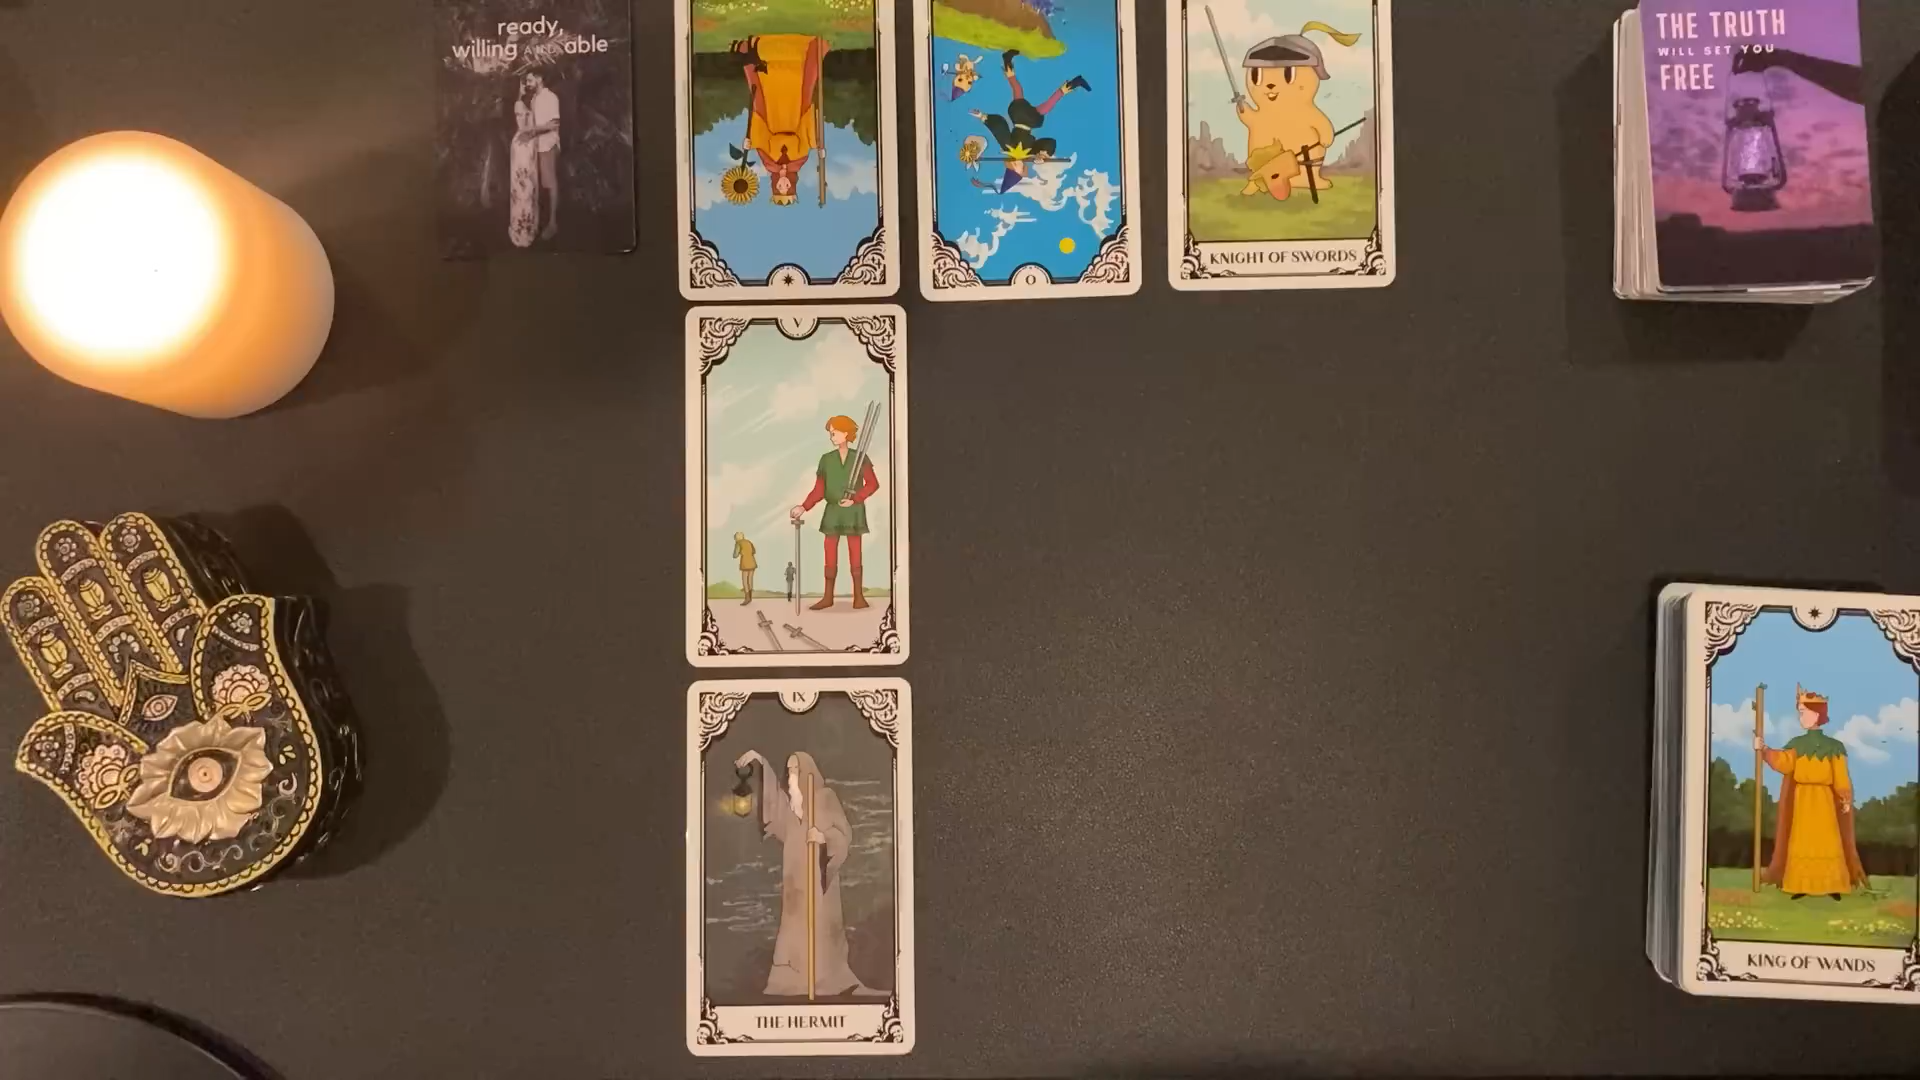 ready,
willing AND able
0
KNIGHT OF SWORDS
THE TRUTH
WILL SET YOU
FREE
V
IX
THE HERMIT
KING OF WANDS